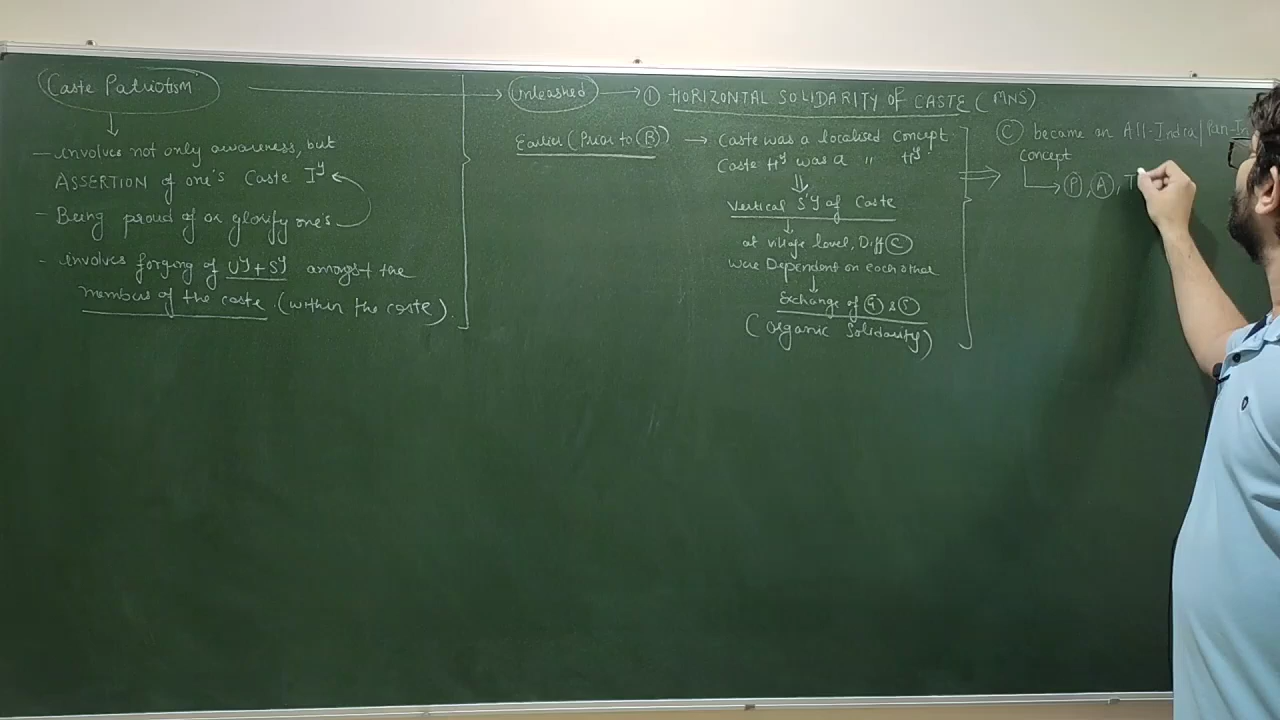 Caste Patriotism
- involves not only awareness, but
ASSERTION of one's Caste Iʸ
- Being proud of or glorify one's
- involves forging of Uʸ + Sʸ amongst the
members of the caste. (within the caste).
Unleashed → ① HORIZONTAL SOLIDARITY OF CASTE (MNS)
Earlier (Prior to Ⓑ) → Caste was a localised concept.
Caste Hʸ was a " Hʸ.
Vertical Sʸ of Caste
at village level, Diff Ⓒ
were Dependent on each other
Exchange of Ⓖ & Ⓢ
(Organic Solidarity)
Ⓒ became an All-India/Pan-In
concept
Ⓟ, Ⓐ, T